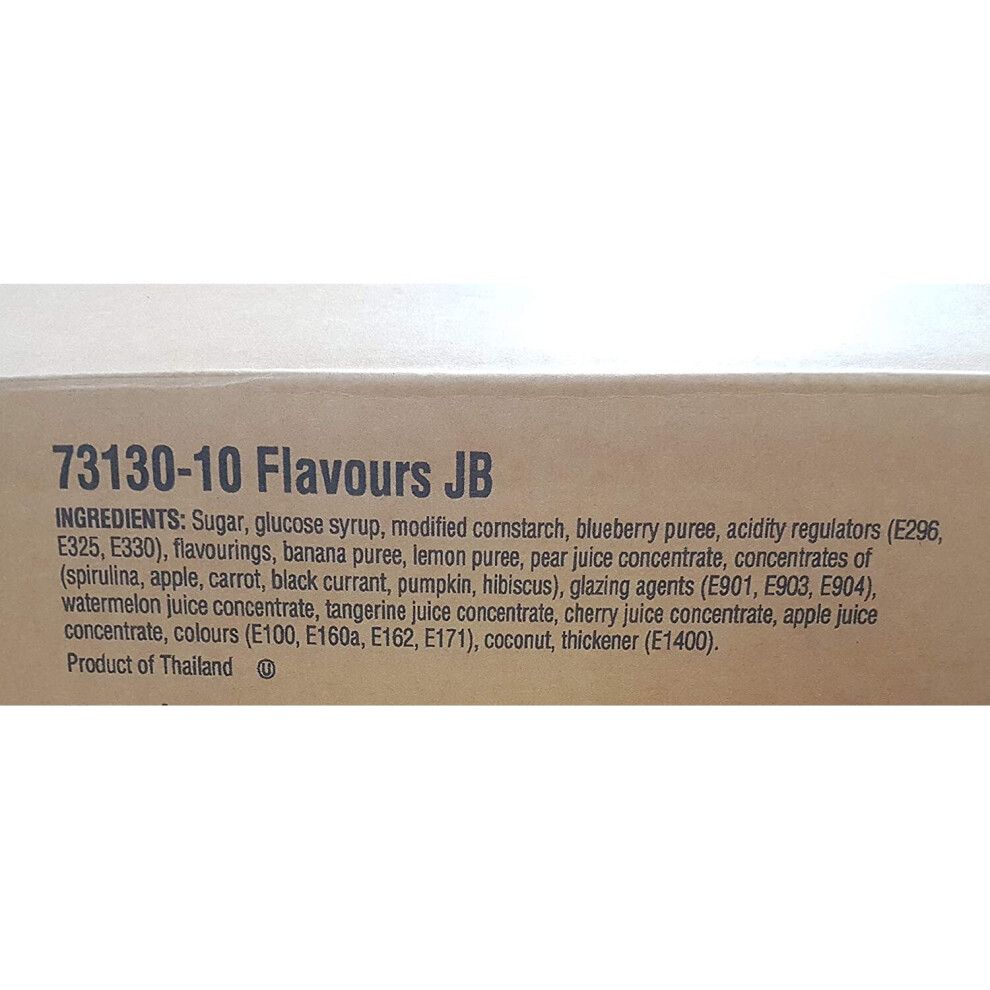 73130-10 Flavours JB
INGREDIENTS: Sugar, glucose syrup, modified cornstarch, blueberry puree, acidity regulators (E296,
E325, E330), flavourings, banana puree, lemon puree, pear juice concentrate, concentrates of
(spirulina, apple, carrot, black currant, pumpkin, hibiscus), glazing agents (E901, E903, E904),
watermelon juice concentrate, tangerine juice concentrate, cherry juice concentrate, apple juice
concentrate, colours (E100, E160a, E162, E171), coconut, thickener (E1400).
Product of Thailand Ⓤ